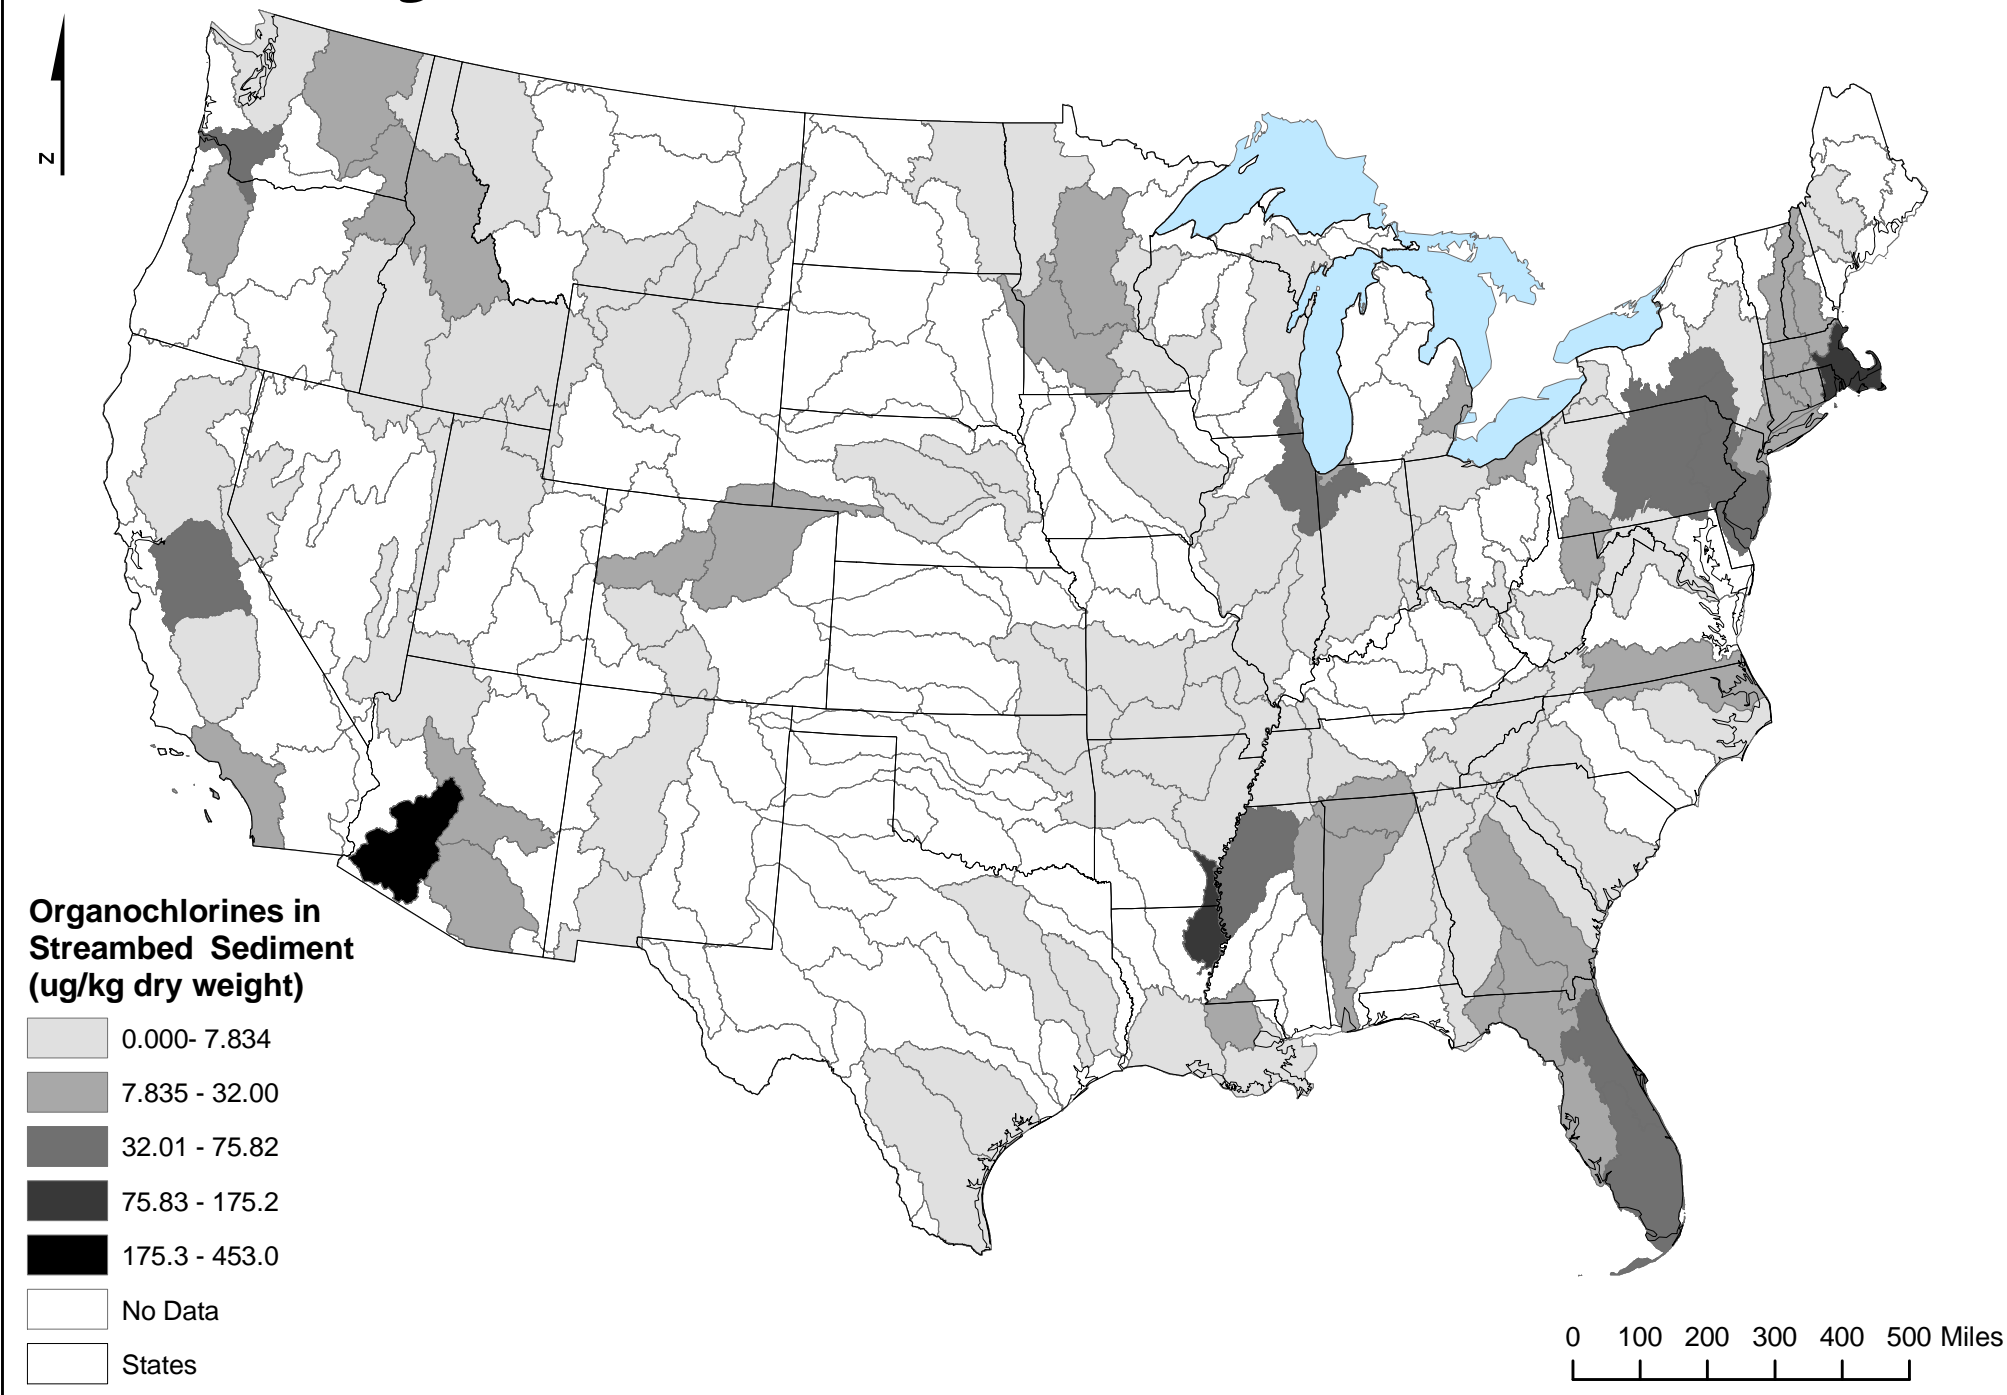 N
Organochlorines in
Streambed Sediment
(ug/kg dry weight)
0.000- 7.834
7.835 - 32.00
32.01 - 75.82
75.83 - 175.2
175.3 - 453.0
No Data
States
0 100 200 300 400 500 Miles